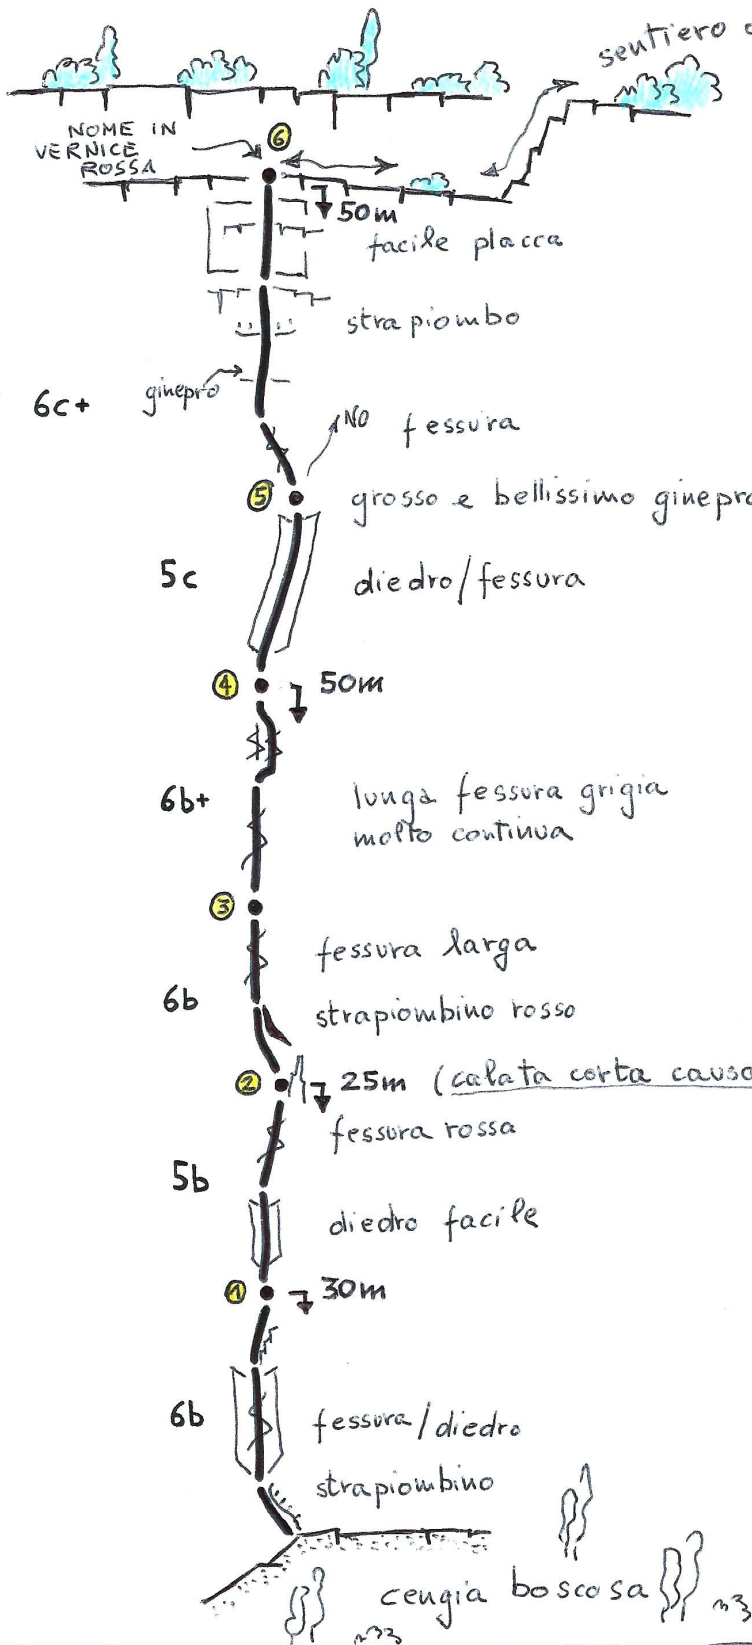 sentiero
NOME IN
VERNICE
ROSSA
6
50m
facile placca
strapiombo
ginepro
6c+
NO
fessura
5
grosso e bellissimo ginepro
5c
diedro/fessura
4
50m
6b+
lunga fessura grigia
molto continua
3
fessura larga
6b
strapiombino rosso
2
25m (calata corta causa
fessura rossa
5b
diedro facile
1
30m
6b
fessura/diedro
strapiombino
cengia boscosa